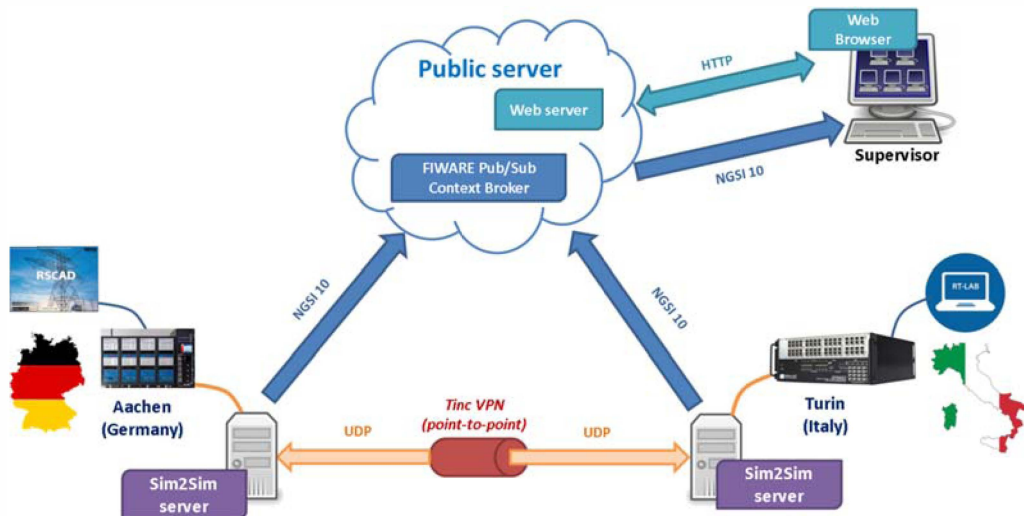 Web
Browser
Public server
HTTP
Web server
FIWARE Pub/Sub
Context Broker
NGSI 10
Supervisor
RSCAD
NGSI 10
NGSI 10
RT-LAB
Aachen
(Germany)
Tinc VPN
(point-to-point)
Turin
(Italy)
UDP
UDP
Sim2Sim
server
Sim2Sim
server